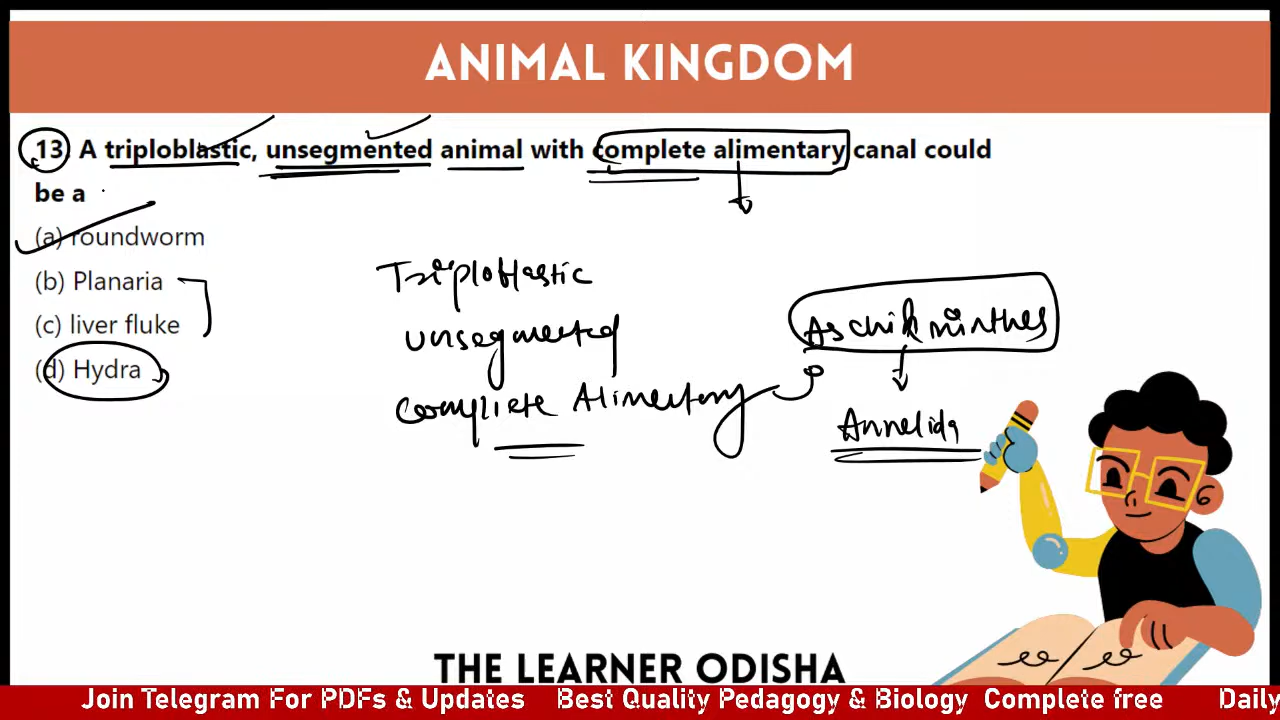 ANIMAL KINGDOM
13. A triploblastic, unsegmented animal with complete alimentary canal could
be a
(a) roundworm
(b) Planaria
(c) liver fluke
(d) Hydra
Triploblastic
unsegmented
complete Alimentary
Aschihminthes
Annelida
THE LEARNER ODISHA
Join Telegram For PDFs & Updates Best Quality Pedagogy & Biology Complete free Daily